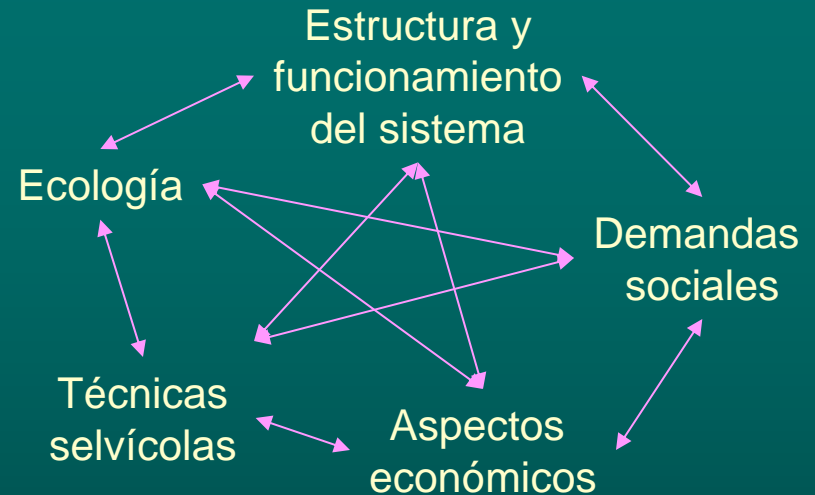 Estructura y
funcionamiento
del sistema
Ecología
Demandas
sociales
Técnicas
selvícolas
Aspectos
económicos